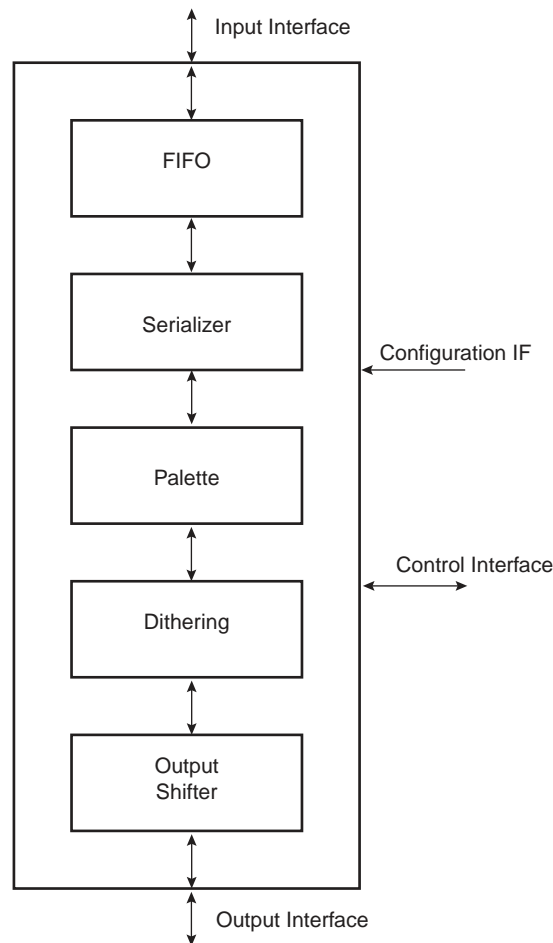 Input Interface
FIFO
Serializer
Configuration IF
Palette
Control Interface
Dithering
Output
Shifter
Output Interface